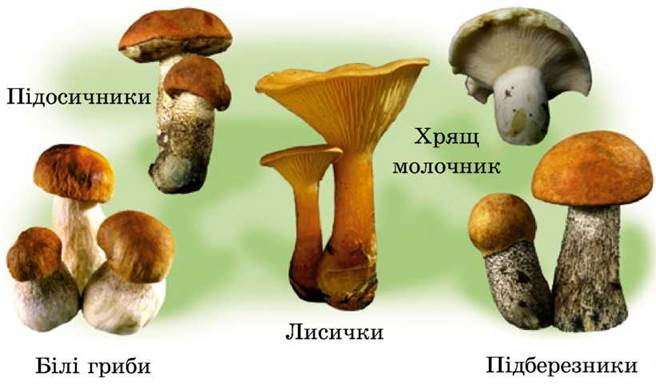 Підосичники
Хрящ
молочник
Лисички
Білі гриби
Підберезники